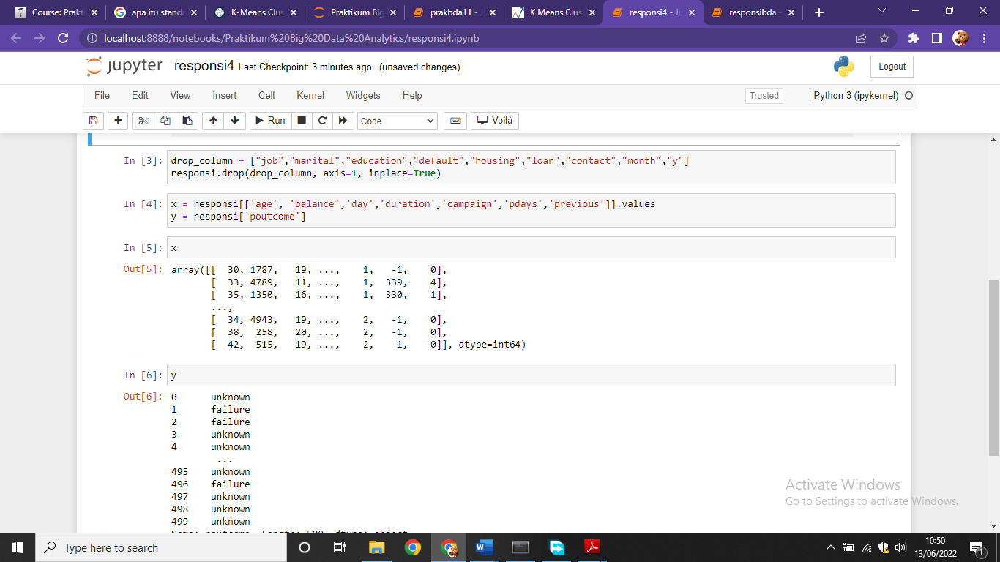 Course: Prakti
apa itu standa
K-Means Clus
Praktikum Big
prakbda11 - J
K Means Clus
responsi4 - Ju
responsibda -
localhost:8888/notebooks/Praktikum%20Big%20Data%20Analytics/responsi4.ipynb
jupyter responsi4 Last Checkpoint: 3 minutes ago (unsaved changes)
Logout
File Edit View Insert Cell Kernel Widgets Help
Trusted Python 3 (ipykernel)
Run Code Voilà
In [3]: drop_column = ["job","marital","education","default","housing","loan","contact","month","y"]
responsi.drop(drop_column, axis=1, inplace=True)
In [4]: x = responsi[['age', 'balance','day','duration','campaign','pdays','previous']].values
y = responsi['poutcome']
In [5]: x
Out[5]: array([[ 30, 1787, 19, ..., 1, -1, 0],
[ 33, 4789, 11, ..., 1, 339, 4],
[ 35, 1350, 16, ..., 1, 330, 1],
...,
[ 34, 4943, 19, ..., 2, -1, 0],
[ 38, 258, 20, ..., 2, -1, 0],
[ 42, 515, 19, ..., 2, -1, 0]], dtype=int64)
In [6]: y
Out[6]: 0 unknown
1 failure
2 failure
3 unknown
4 unknown
...
495 unknown
496 failure
497 unknown
498 unknown
499 unknown
Activate Windows
Go to Settings to activate Windows.
Type here to search
10:50
13/06/2022
1